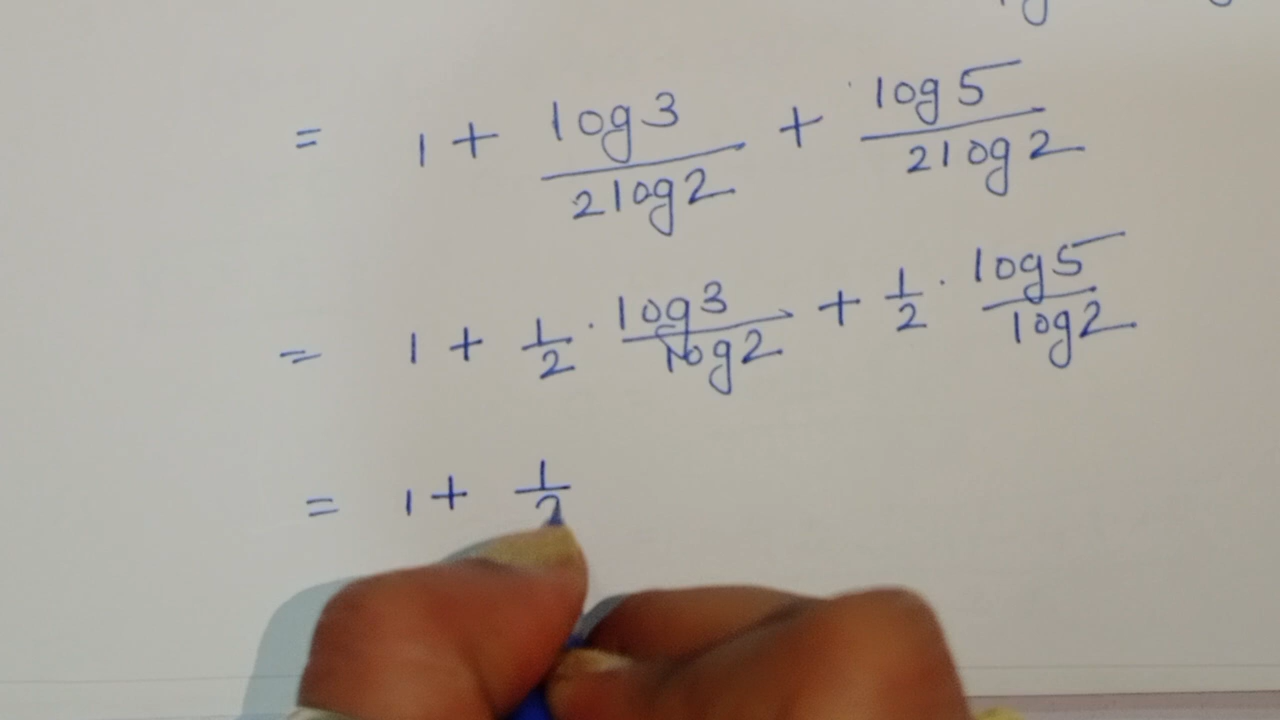 = 1 + log3/2log2 + log5/2log2
= 1 + 1/2 · log3/log2 + 1/2 · log5/log2
= 1 + 1/2